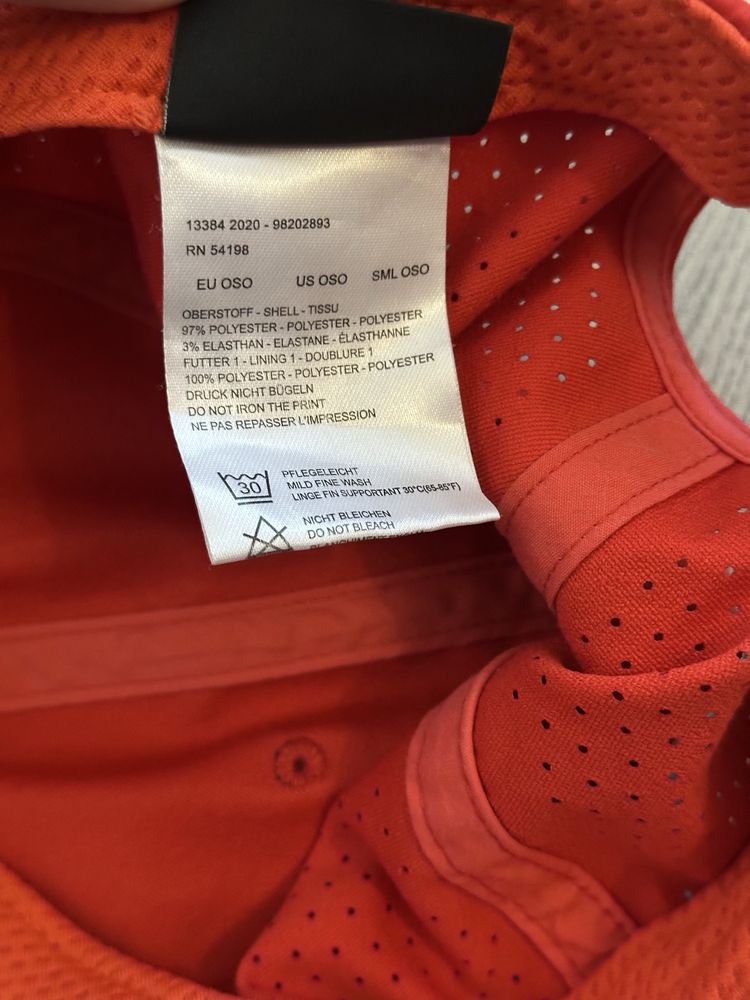 13384 2020 - 98202893
RN 54198
EU OSO US OSO SML OSO
OBERSTOFF - SHELL - TISSU
97% POLYESTER - POLYESTER - POLYESTER
3% ELASTHAN - ELASTANE - ÉLASTHANNE
FUTTER 1 - LINING 1 - DOUBLURE 1
100% POLYESTER - POLYESTER - POLYESTER
DRUCK NICHT BÜGELN
DO NOT IRON THE PRINT
NE PAS REPASSER L'IMPRESSION
30
PFLEGELEICHT
MILD FINE WASH
LINGE FIN SUPPORTANT 30°C(65-85°F)
NICHT BLEICHEN
DO NOT BLEACH